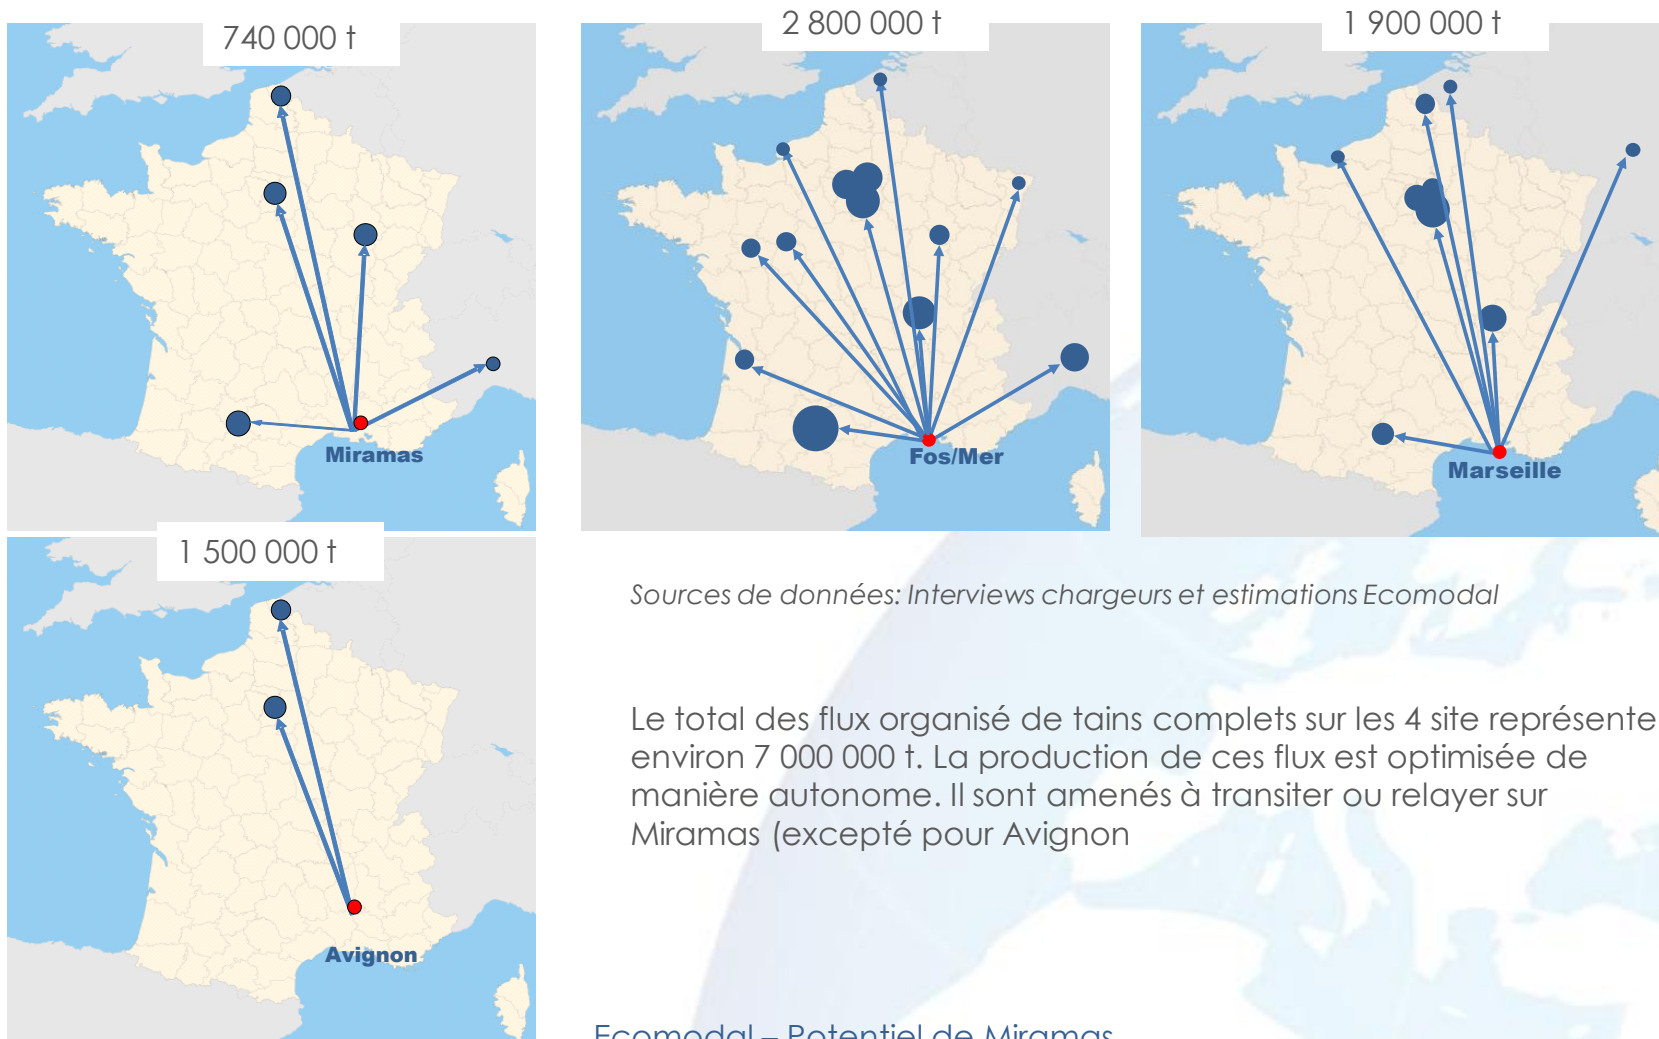 740 000 t
2 800 000 t
1 900 000 t
Miramas
Fos/Mer
Marseille
1 500 000 t
Avignon
Sources de données: Interviews chargeurs et estimations Ecomodal
Le total des flux organisé de tains complets sur les 4 site représente
environ 7 000 000 t. La production de ces flux est optimisée de
manière autonome. Il sont amenés à transiter ou relayer sur
Miramas (excepté pour Avignon
Ecomodal – Potentiel de Miramas